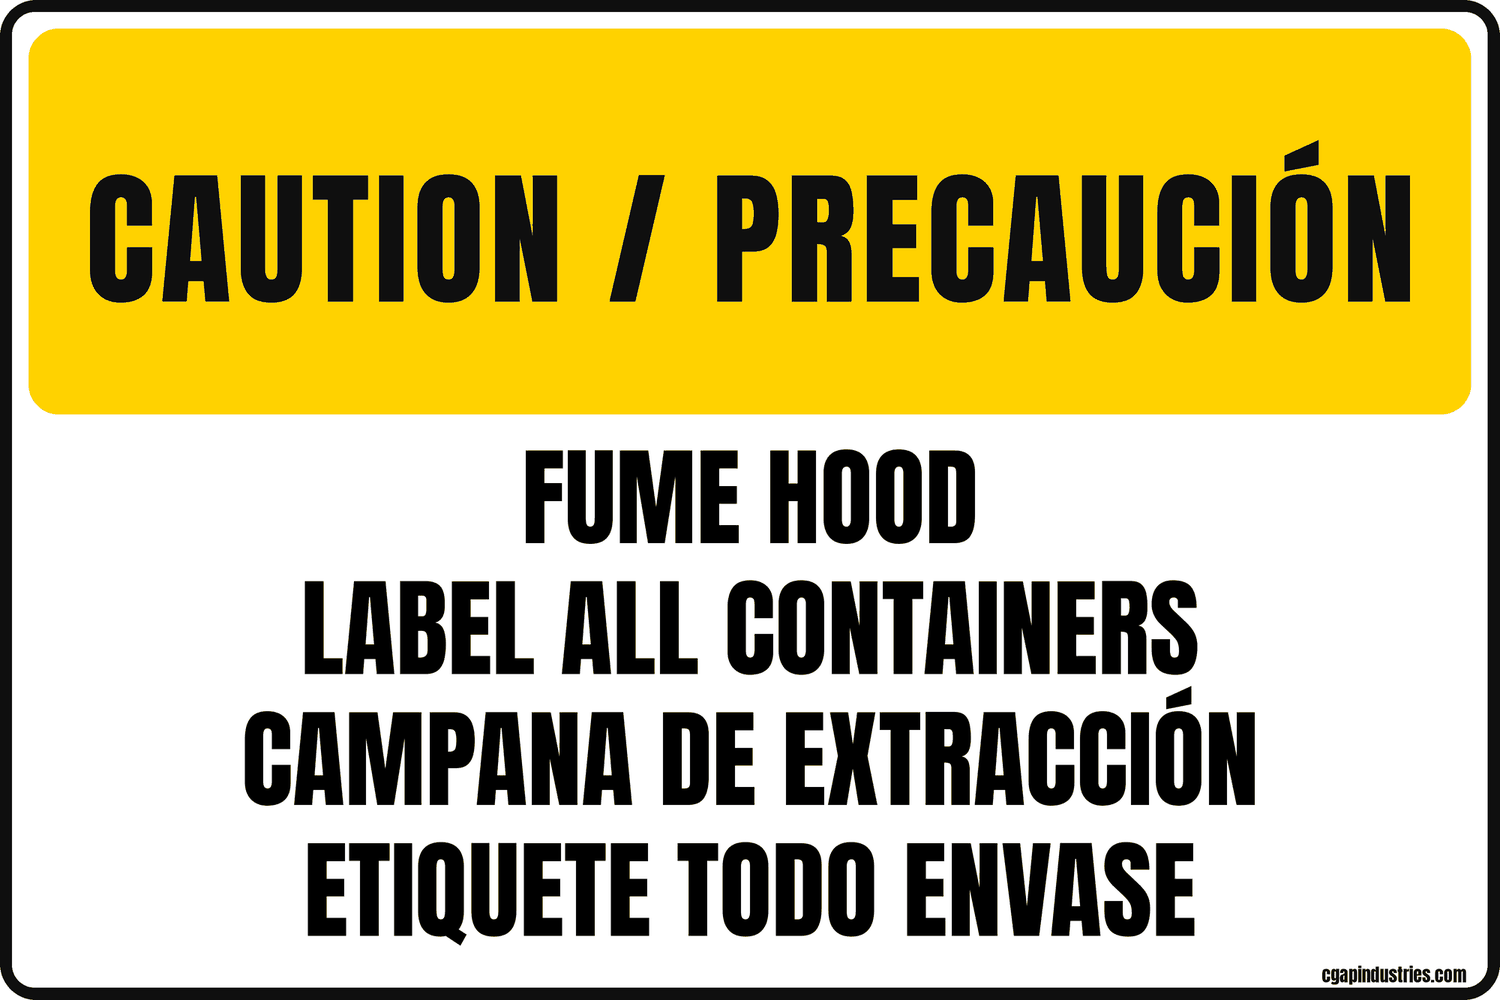 CAUTION / PRECAUCIÓN
FUME HOOD
LABEL ALL CONTAINERS
CAMPANA DE EXTRACCIÓN
ETIQUETE TODO ENVASE
cgapindustries.com